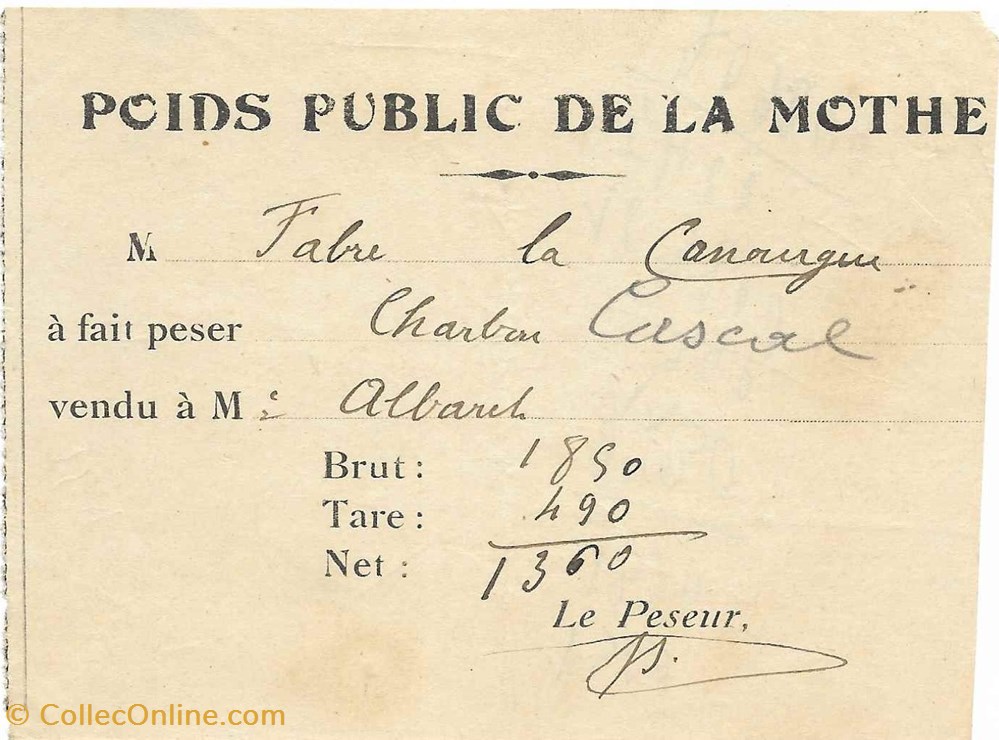 POIDS PUBLIC DE LA MOTHE
M Fabre la Canourgue
à fait peser Charbon Cascal
vendu à M: Albaret
Brut : 1850
Tare : 490
Net : 1360
Le Peseur,
© CollecOnline.com